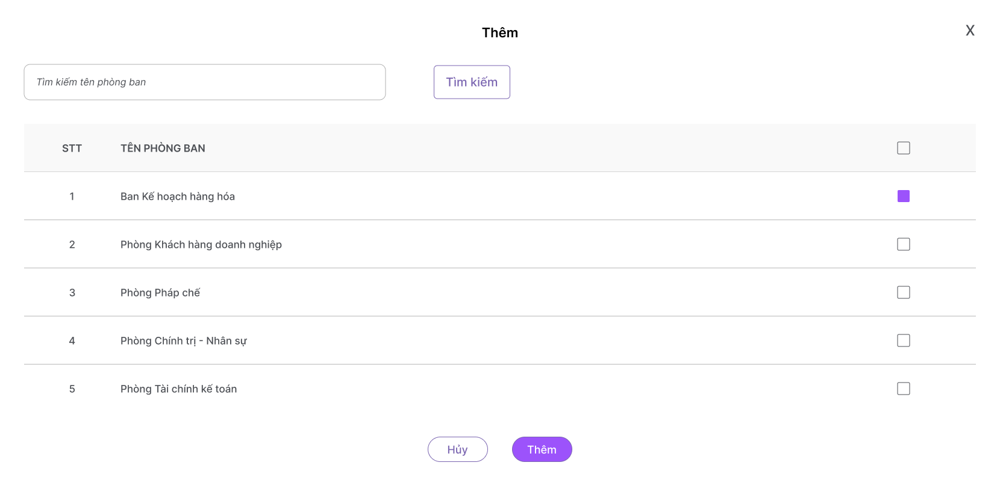 Thêm
X
Tìm kiếm tên phòng ban
Tìm kiếm
STT TÊN PHÒNG BAN
1 Ban Kế hoạch hàng hóa
2 Phòng Khách hàng doanh nghiệp
3 Phòng Pháp chế
4 Phòng Chính trị - Nhân sự
5 Phòng Tài chính kế toán
Hủy Thêm